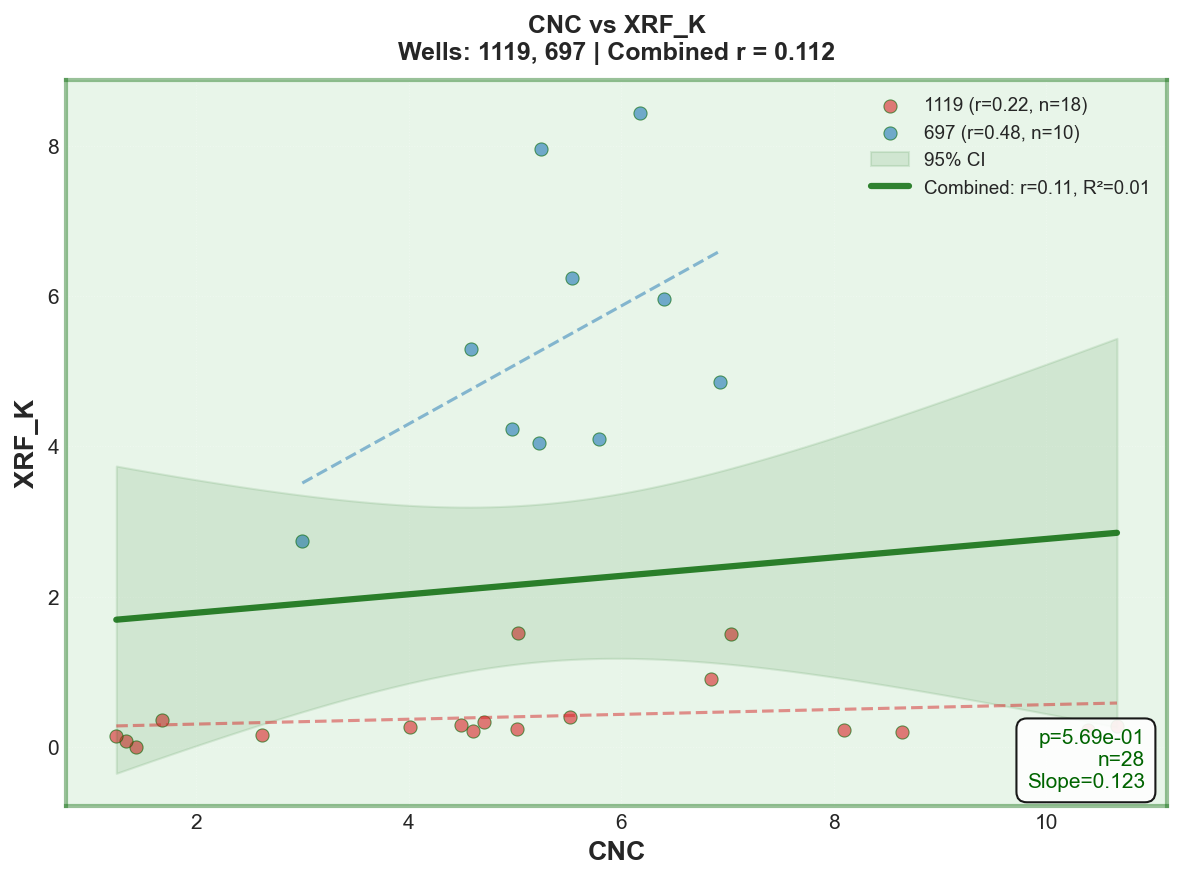 CNC vs XRF_K
Wells: 1119, 697 | Combined r = 0.112
1119 (r=0.22, n=18)
697 (r=0.48, n=10)
95% CI
Combined: r=0.11, R²=0.01
8
6
4
2
0
XRF_K
p=5.69e-01
n=28
Slope=0.123
2
4
6
8
10
CNC